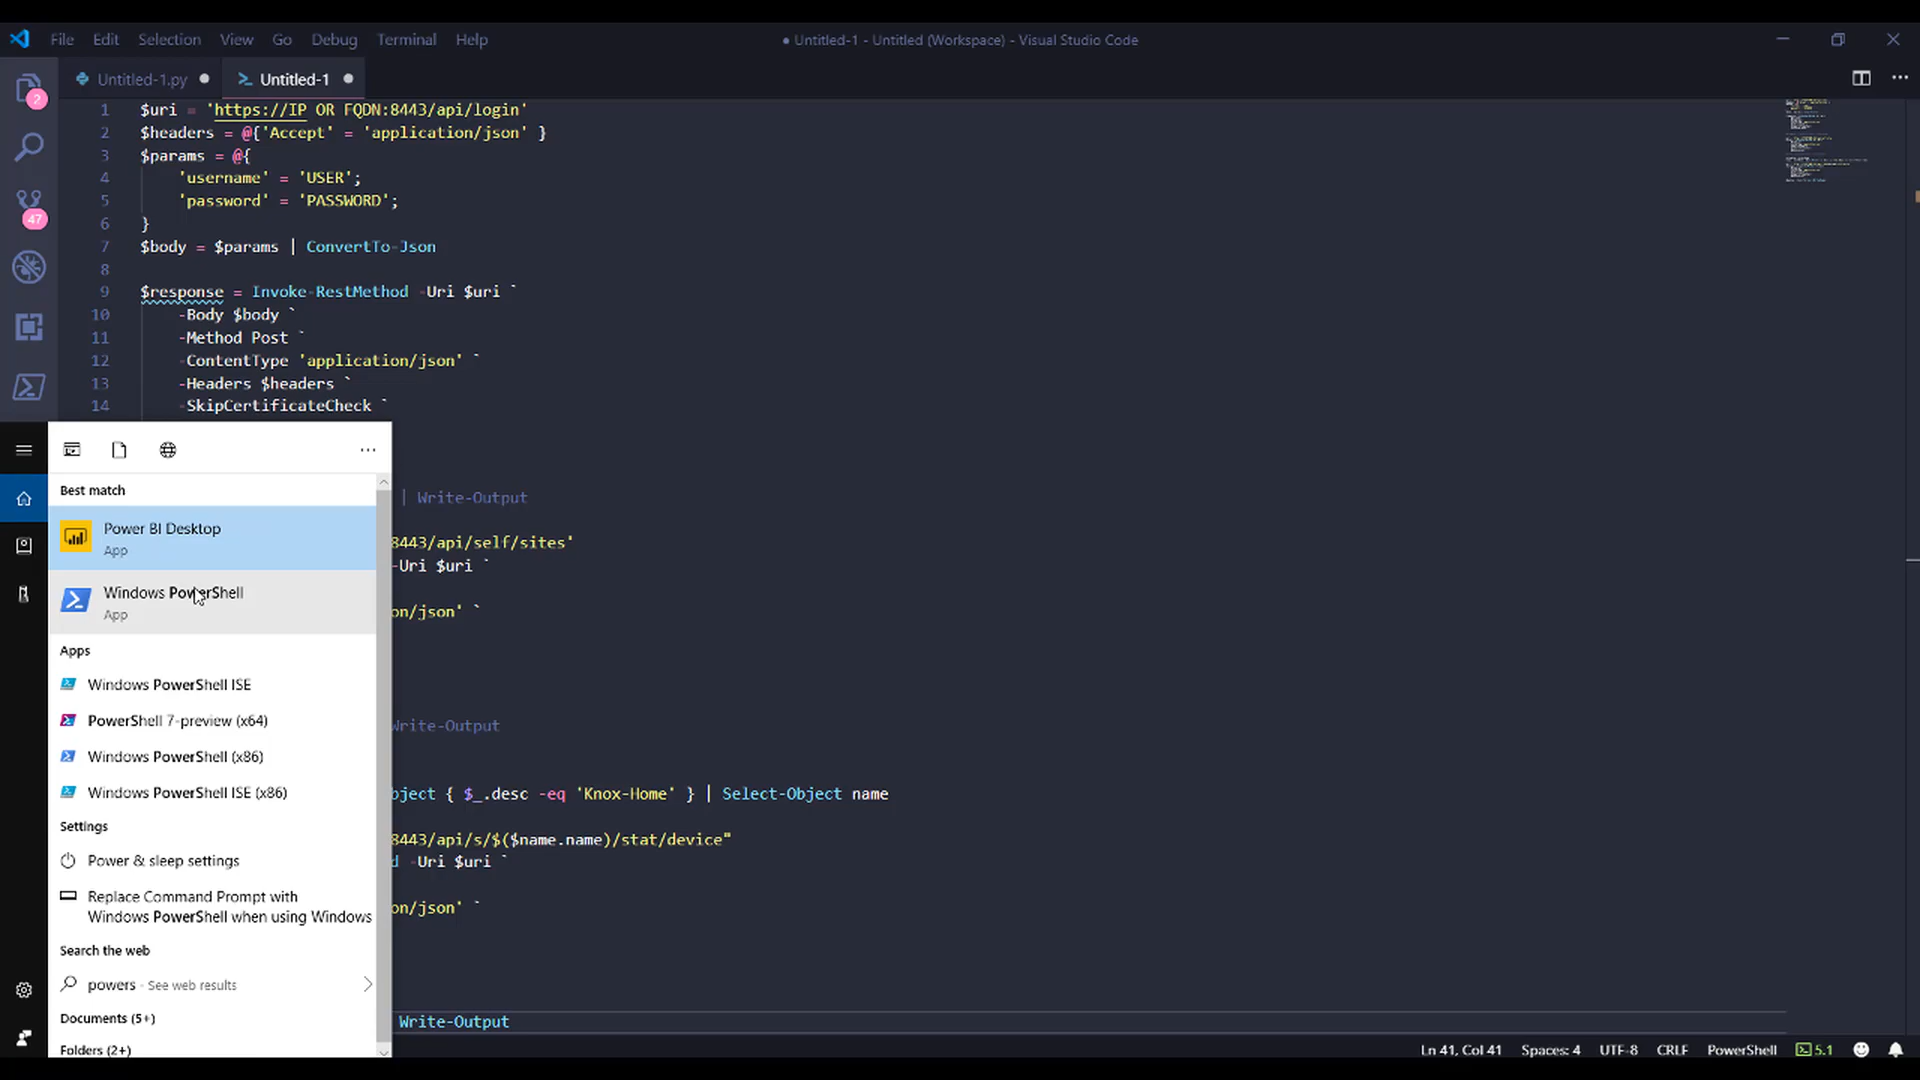 File Edit Selection View Go Debug Terminal Help
● Untitled-1 - Untitled (Workspace) - Visual Studio Code
Untitled-1.py
Untitled-1
2
47
1 $uri = 'https://IP OR FQDN:8443/api/login'
2 $headers = @{'Accept' = 'application/json' }
3 $params = @{
4 'username' = 'USER';
5 'password' = 'PASSWORD';
6 }
7 $body = $params | ConvertTo-Json
8
9 $response = Invoke-RestMethod -Uri $uri `
10 -Body $body `
11 -Method Post `
12 -ContentType 'application/json' `
13 -Headers $headers `
14 -SkipCertificateCheck `
| Write-Output
8443/api/self/sites'
-Uri $uri `
on/json' `
Write-Output
bject { $_.desc -eq 'Knox-Home' } | Select-Object name
8443/api/s/$($name.name)/stat/device"
d -Uri $uri `
on/json' `
Write-Output
Best match
Power BI Desktop
App
Windows PowerShell
App
Apps
Windows PowerShell ISE
PowerShell 7-preview (x64)
Windows PowerShell (x86)
Windows PowerShell ISE (x86)
Settings
Power & sleep settings
Replace Command Prompt with
Windows PowerShell when using Windows
Search the web
powers - See web results
Documents (5+)
Folders (2+)
Ln 41, Col 41 Spaces: 4 UTF-8 CRLF PowerShell 5.1